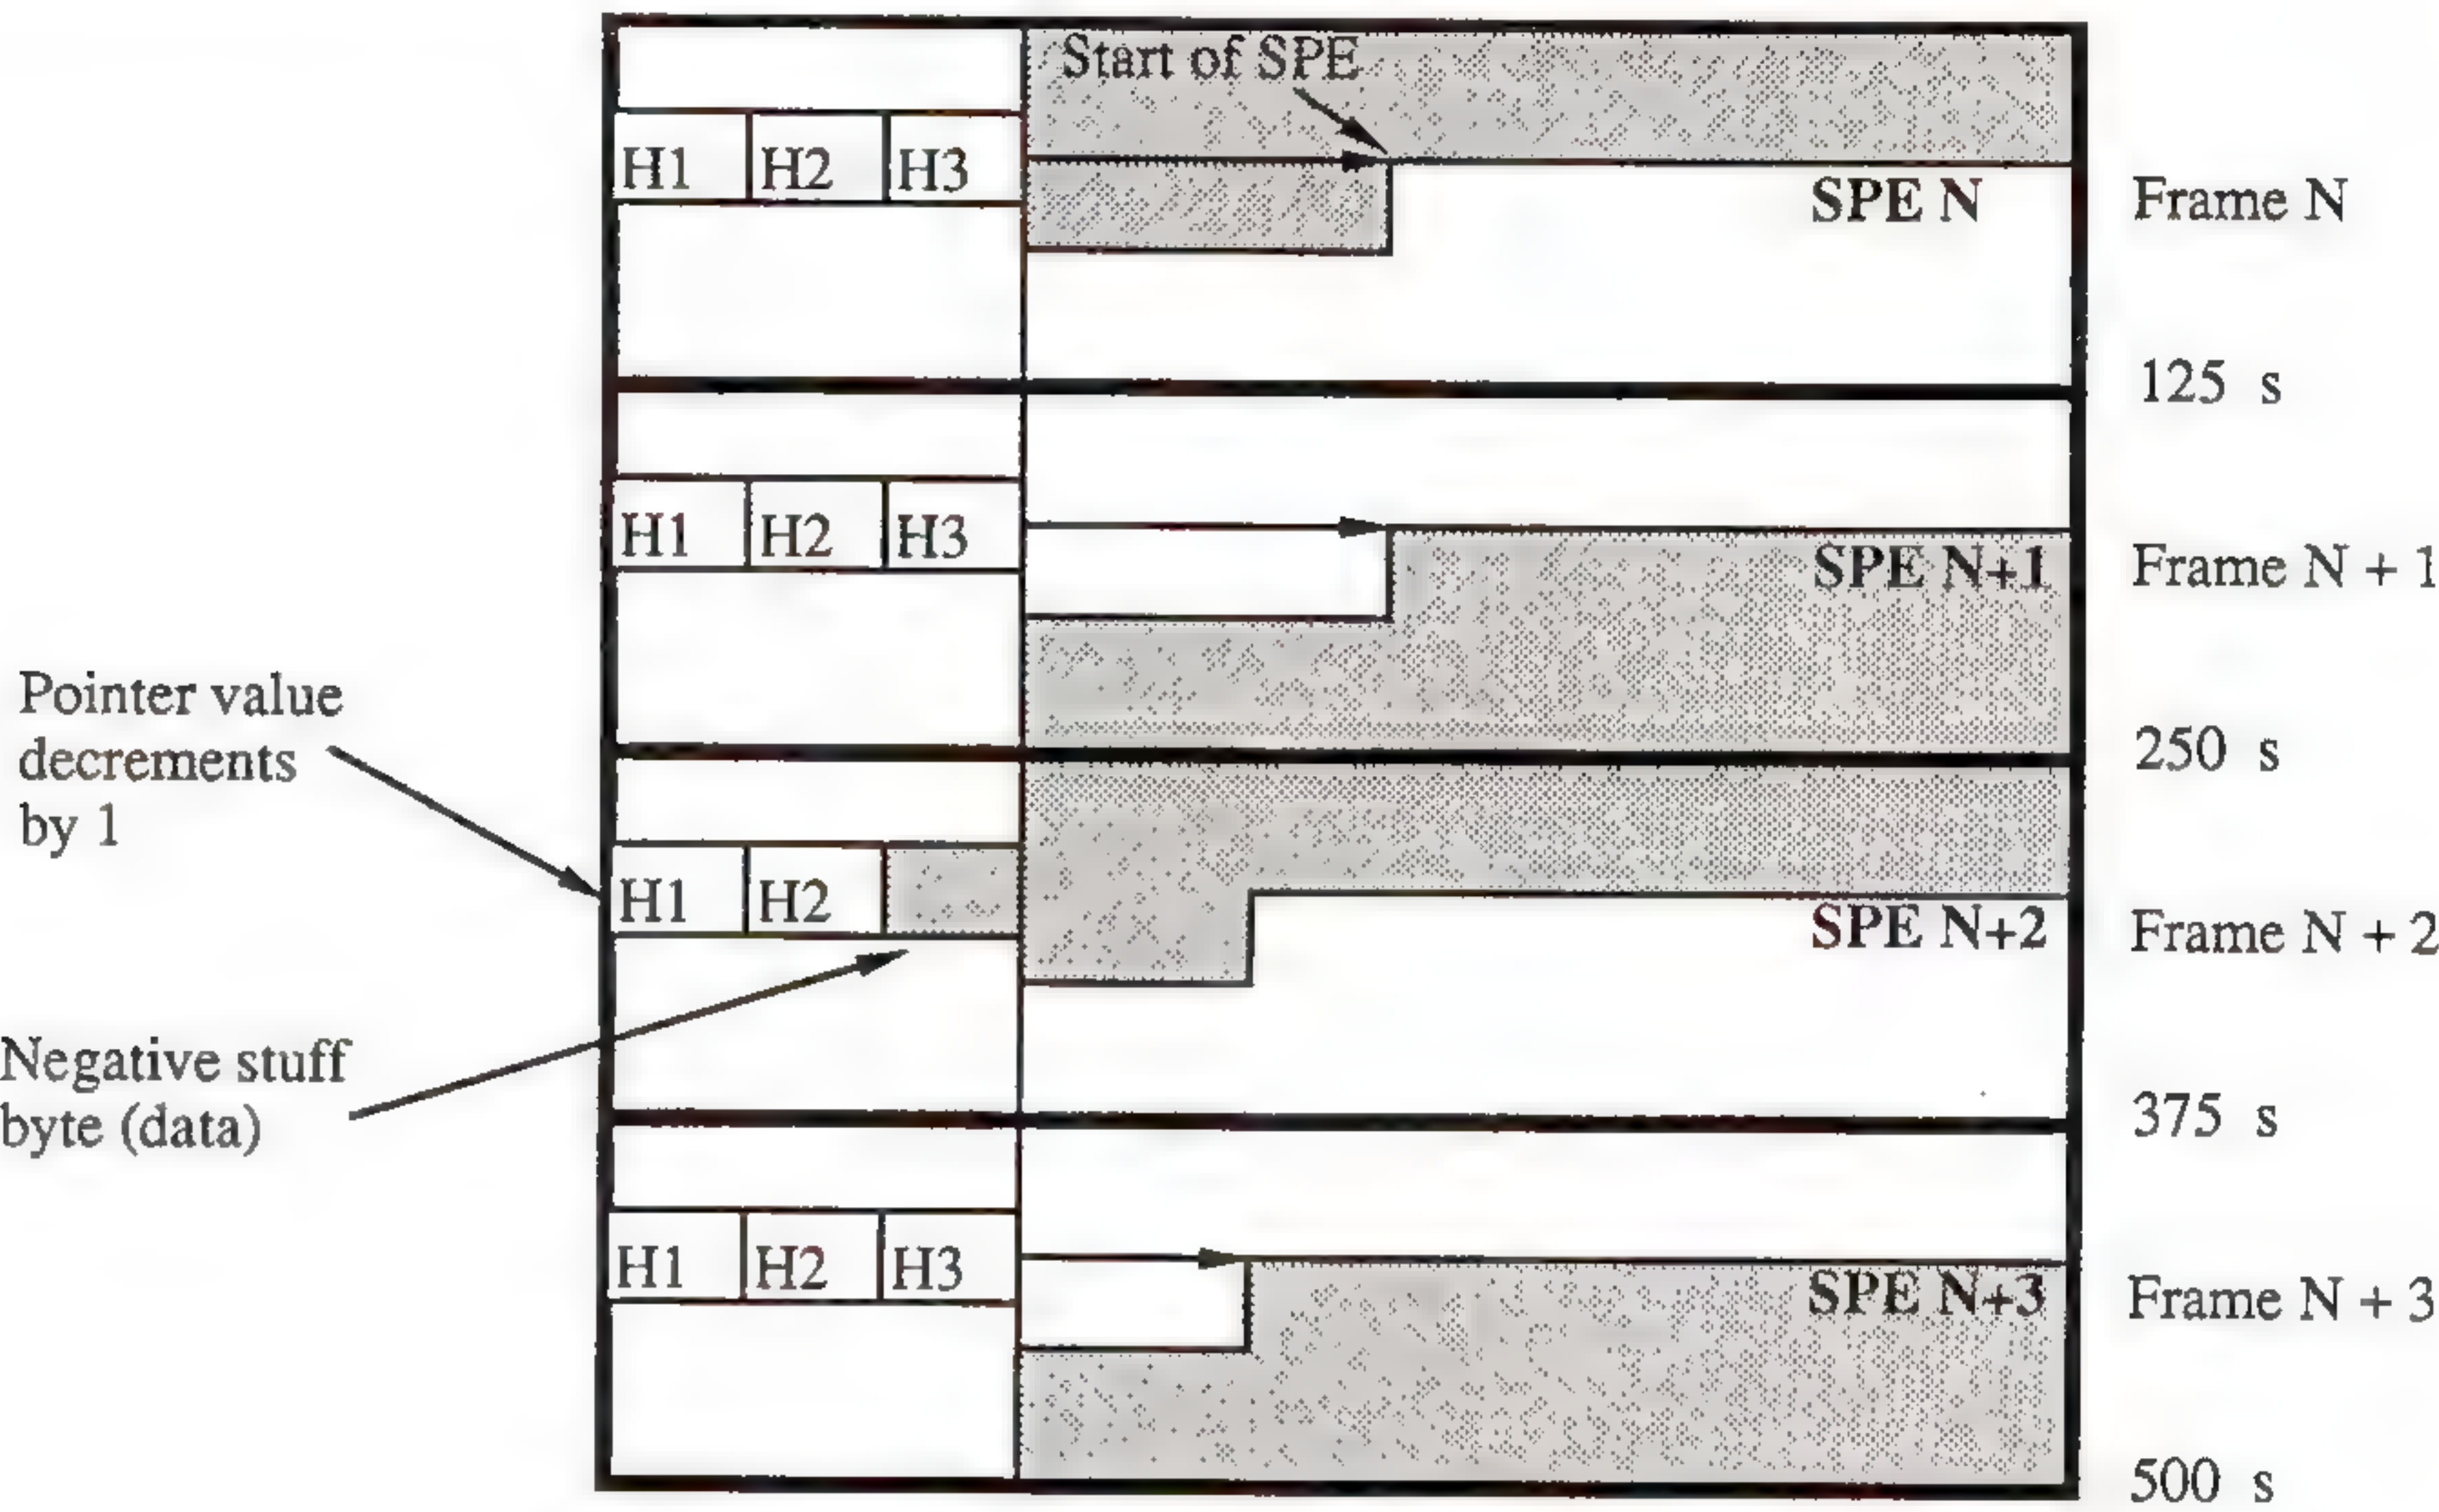 Start of SPE
H1 H2 H3
SPE N
Frame N
125 s
H1 H2 H3
SPE N+1
Frame N + 1
250 s
Pointer value
decrements
by 1
H1 H2
SPE N+2
Frame N + 2
Negative stuff
byte (data)
375 s
H1 H2 H3
SPE N+3
Frame N + 3
500 s